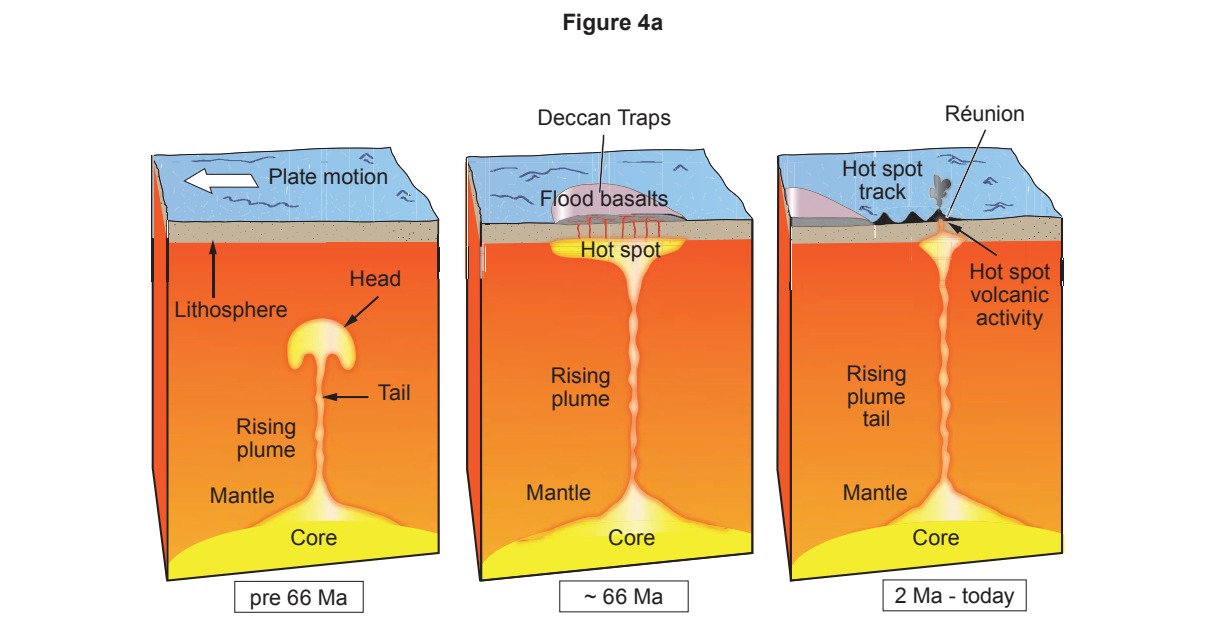 Figure 4a
Plate motion
Lithosphere
Head
Tail
Rising
plume
Mantle
Core
pre 66 Ma
Deccan Traps
Flood basalts
Hot spot
Rising
plume
Mantle
Core
~ 66 Ma
Réunion
Hot spot
track
Hot spot
volcanic
activity
Rising
plume
tail
Mantle
Core
2 Ma - today